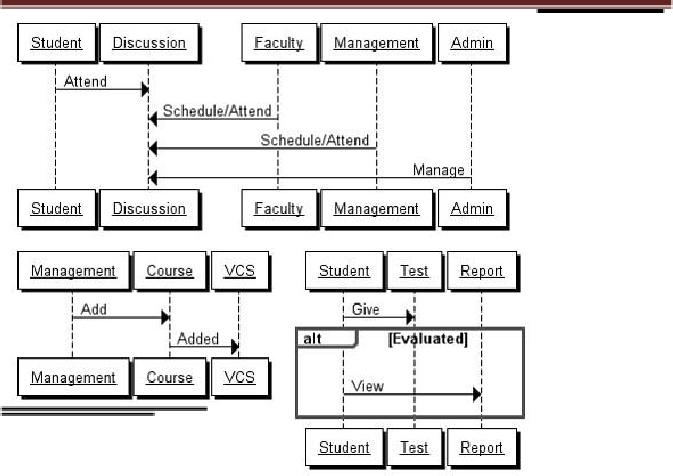 Student Discussion Faculty Management Admin
Attend
Schedule/Attend
Schedule/Attend
Manage
Student Discussion Faculty Management Admin
Management Course VCS
Add
Added
Management Course VCS
Student Test Report
Give
alt [Evaluated]
View
Student Test Report